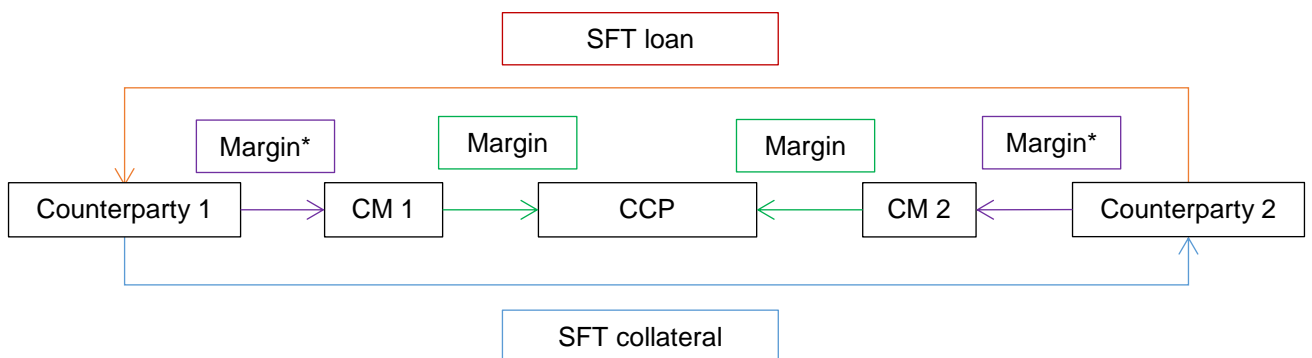 SFT loan
Margin*
Margin
Margin
Margin*
Counterparty 1
CM 1
CCP
CM 2
Counterparty 2
SFT collateral